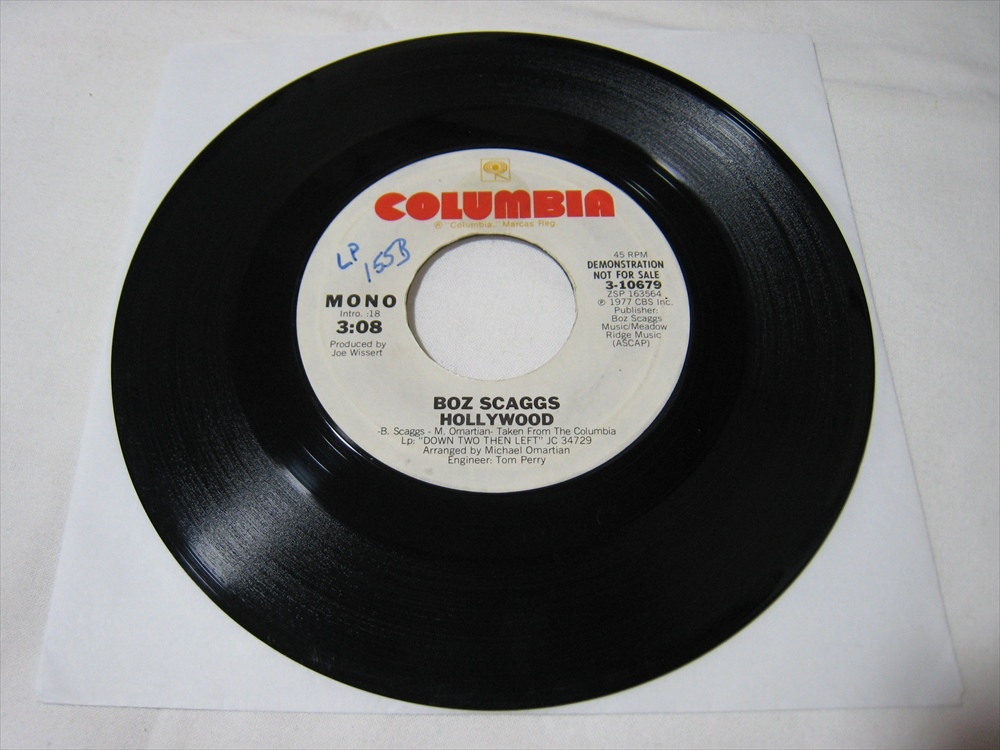 COLUMBIA
® "Columbia," Marcas Reg.
LP
155B
MONO
Intro. :18
3:08
Produced by
Joe Wissert
45 RPM
DEMONSTRATION
NOT FOR SALE
3-10679
ZSP 163564
℗ 1977 CBS Inc.
Publisher:
Boz Scaggs
Music/Meadow
Ridge Music
(ASCAP)
BOZ SCAGGS
HOLLYWOOD
-B. Scaggs - M. Omartian- Taken From The Columbia
Lp: "DOWN TWO THEN LEFT" JC 34729
Arranged by Michael Omartian
Engineer: Tom Perry